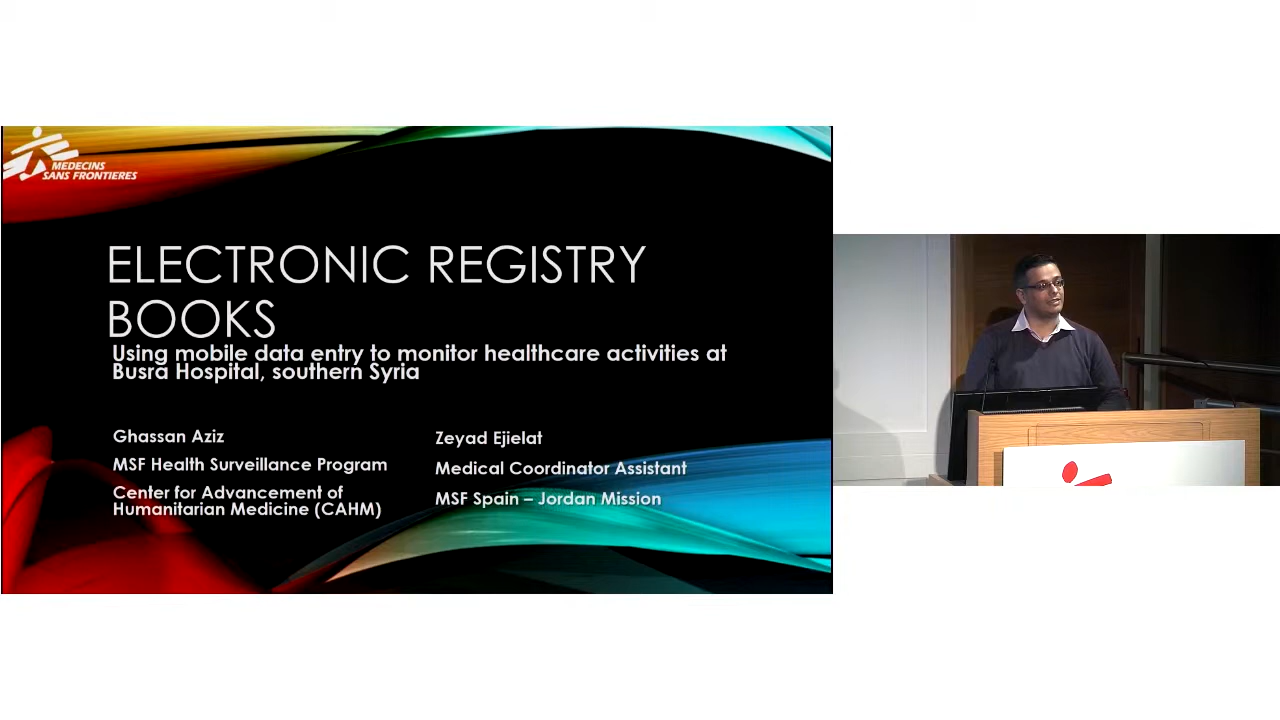 MEDECINS
SANS FRONTIERES
ELECTRONIC REGISTRY
BOOKS
Using mobile data entry to monitor healthcare activities at
Busra Hospital, southern Syria
Ghassan Aziz
MSF Health Surveillance Program
Center for Advancement of
Humanitarian Medicine (CAHM)
Zeyad Ejielat
Medical Coordinator Assistant
MSF Spain – Jordan Mission